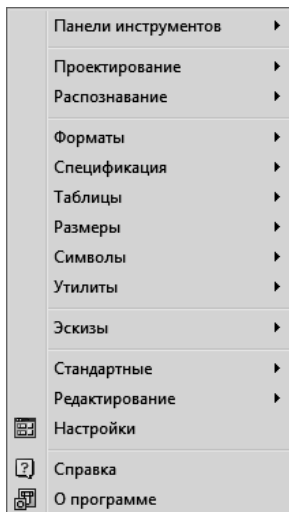 Панели инструментов
Проектирование
Распознавание
Форматы
Спецификация
Таблицы
Размеры
Символы
Утилиты
Эскизы
Стандартные
Редактирование
Настройки
Справка
О программе